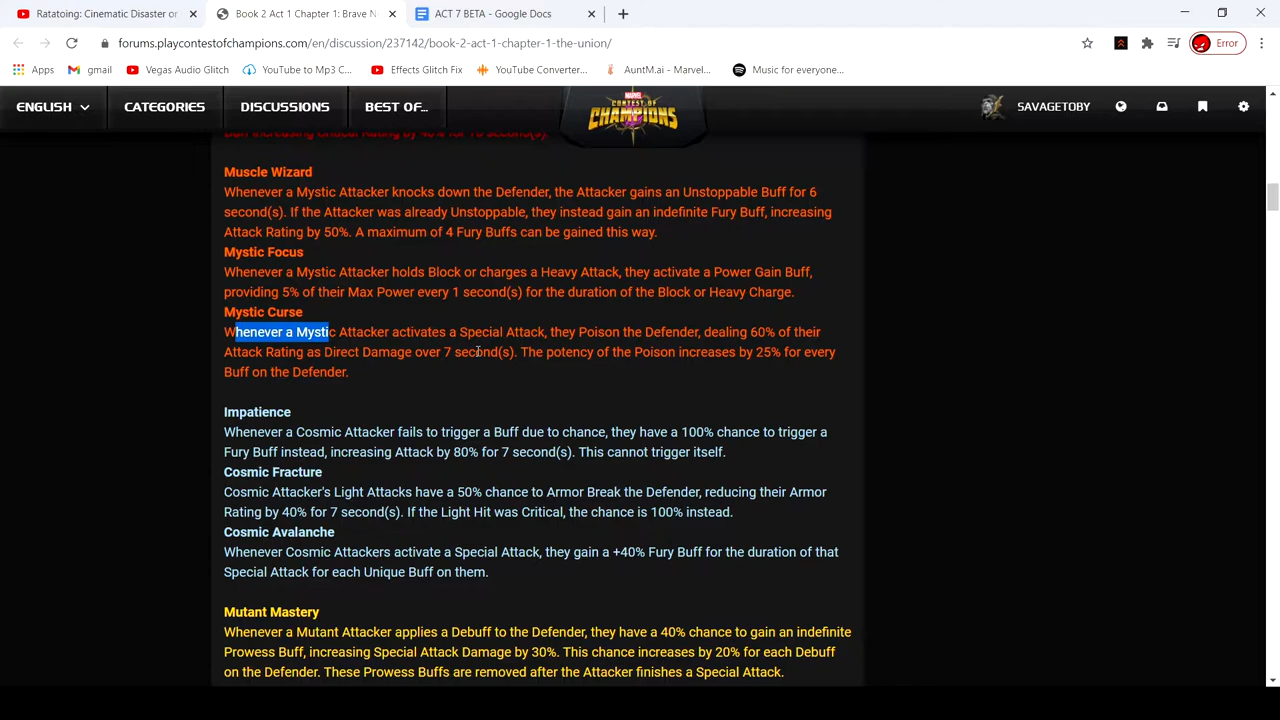 Ratatoing: Cinematic Disaster or
Book 2 Act 1 Chapter 1: Brave N
ACT 7 BETA - Google Docs
forums.playcontestofchampions.com/en/discussion/237142/book-2-act-1-chapter-1-the-union/
Error
Apps
gmail
Vegas Audio Glitch
YouTube to Mp3 C...
Effects Glitch Fix
YouTube Converter...
AuntM.ai - Marvel...
Music for everyone...
ENGLISH
CATEGORIES
DISCUSSIONS
BEST OF...
MARVEL
CONTEST OF
CHAMPIONS
SAVAGETOBY
Buff increasing Critical Rating by 40% for 10 second(s).
Muscle Wizard
Whenever a Mystic Attacker knocks down the Defender, the Attacker gains an Unstoppable Buff for 6
second(s). If the Attacker was already Unstoppable, they instead gain an indefinite Fury Buff, increasing
Attack Rating by 50%. A maximum of 4 Fury Buffs can be gained this way.
Mystic Focus
Whenever a Mystic Attacker holds Block or charges a Heavy Attack, they activate a Power Gain Buff,
providing 5% of their Max Power every 1 second(s) for the duration of the Block or Heavy Charge.
Mystic Curse
Whenever a Mystic Attacker activates a Special Attack, they Poison the Defender, dealing 60% of their
Attack Rating as Direct Damage over 7 second(s). The potency of the Poison increases by 25% for every
Buff on the Defender.
Impatience
Whenever a Cosmic Attacker fails to trigger a Buff due to chance, they have a 100% chance to trigger a
Fury Buff instead, increasing Attack by 80% for 7 second(s). This cannot trigger itself.
Cosmic Fracture
Cosmic Attacker's Light Attacks have a 50% chance to Armor Break the Defender, reducing their Armor
Rating by 40% for 7 second(s). If the Light Hit was Critical, the chance is 100% instead.
Cosmic Avalanche
Whenever Cosmic Attackers activate a Special Attack, they gain a +40% Fury Buff for the duration of that
Special Attack for each Unique Buff on them.
Mutant Mastery
Whenever a Mutant Attacker applies a Debuff to the Defender, they have a 40% chance to gain an indefinite
Prowess Buff, increasing Special Attack Damage by 30%. This chance increases by 20% for each Debuff
on the Defender. These Prowess Buffs are removed after the Attacker finishes a Special Attack.